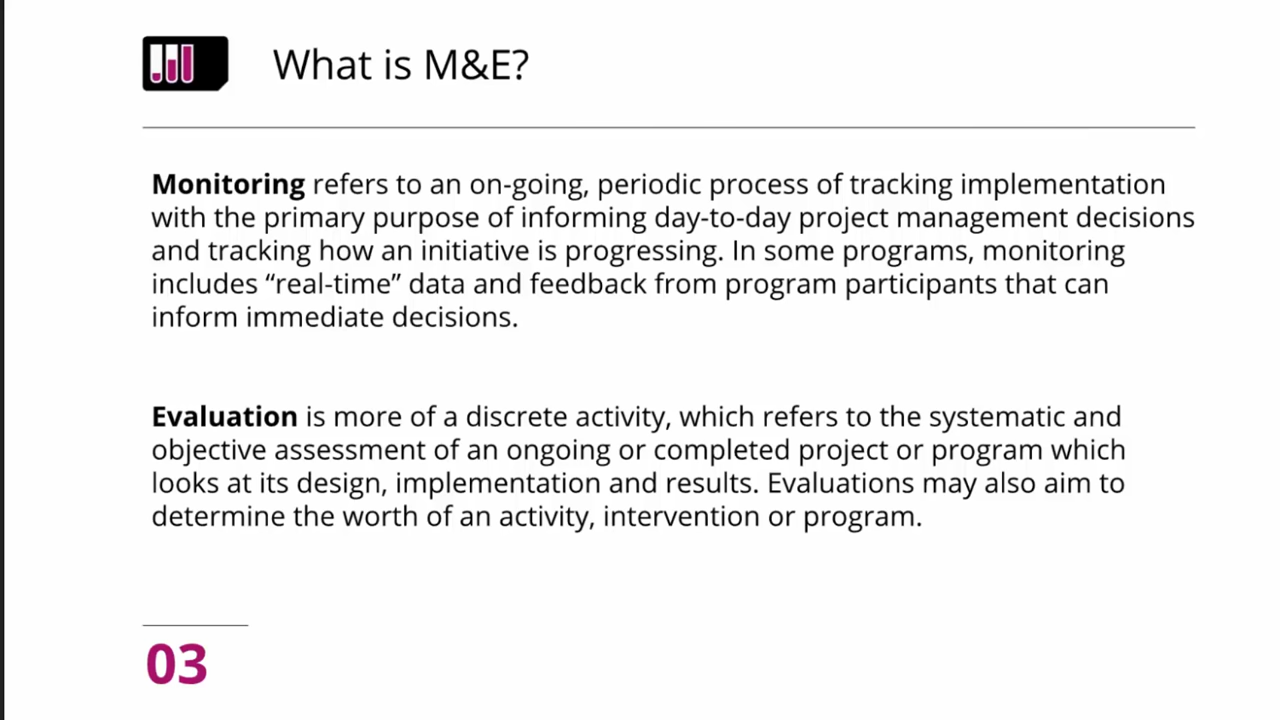 What is M&E?
Monitoring refers to an on-going, periodic process of tracking implementation
with the primary purpose of informing day-to-day project management decisions
and tracking how an initiative is progressing. In some programs, monitoring
includes “real-time” data and feedback from program participants that can
inform immediate decisions.
Evaluation is more of a discrete activity, which refers to the systematic and
objective assessment of an ongoing or completed project or program which
looks at its design, implementation and results. Evaluations may also aim to
determine the worth of an activity, intervention or program.
03